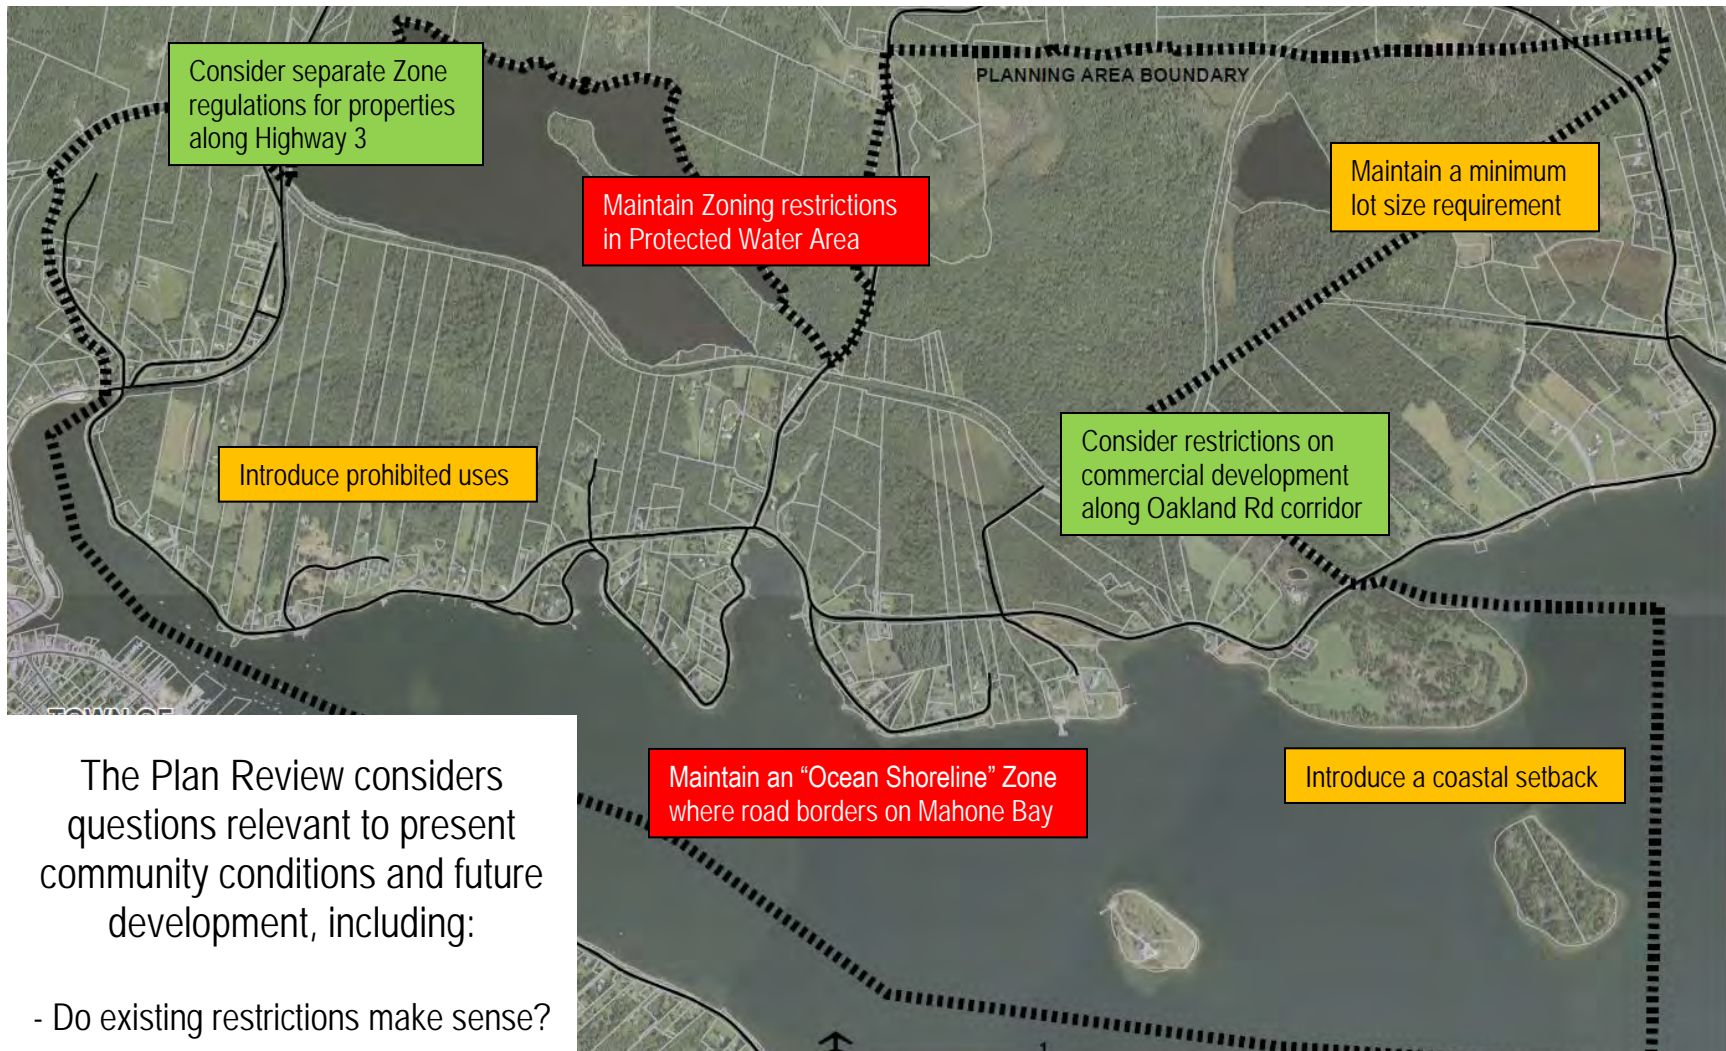 Consider separate Zone
regulations for properties
along Highway 3
PLANNING AREA BOUNDARY
Maintain Zoning restrictions
in Protected Water Area
Maintain a minimum
lot size requirement
Introduce prohibited uses
Consider restrictions on
commercial development
along Oakland Rd corridor
TOWN OF
Maintain an “Ocean Shoreline” Zone
where road borders on Mahone Bay
Introduce a coastal setback
The Plan Review considers
questions relevant to present
community conditions and future
development, including:
- Do existing restrictions make sense?